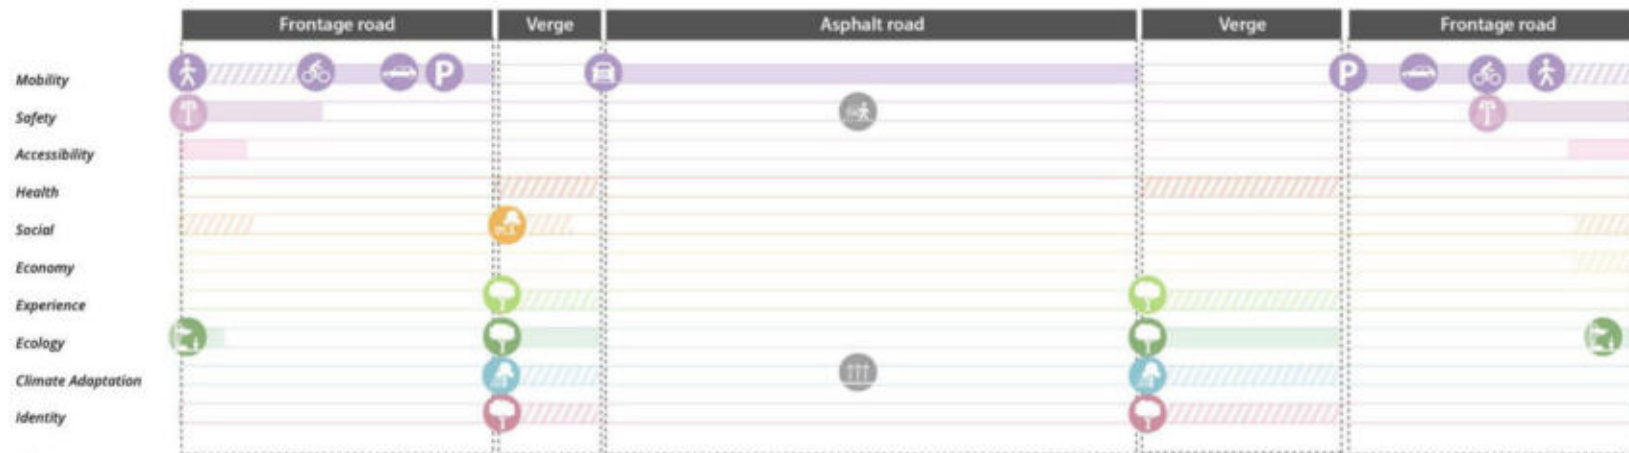 Frontage road Verge Asphalt road Verge Frontage road
Mobility P P
Safety
Accessibility
Health
Social
Economy
Experience
Ecology
Climate Adaptation
Identity